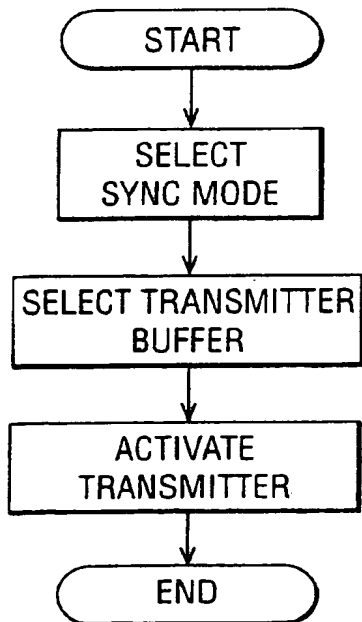 START
SELECT
SYNC MODE
SELECT TRANSMITTER
BUFFER
ACTIVATE
TRANSMITTER
END